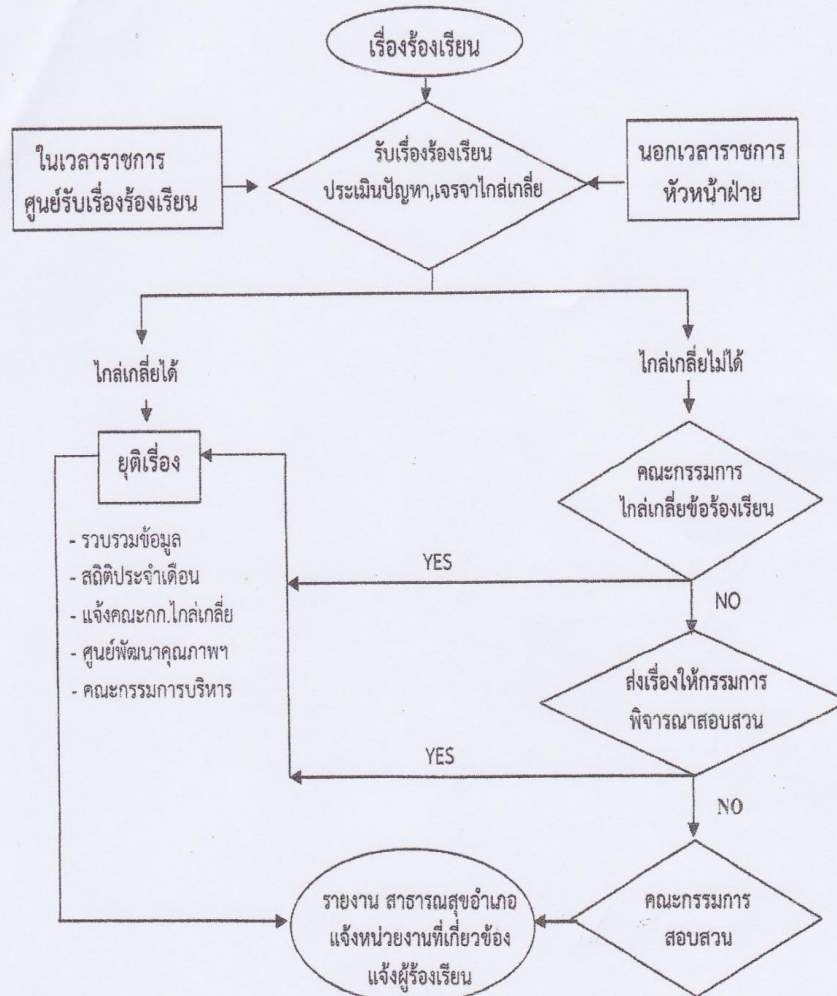 เรื่องร้องเรียน
ในเวลาราชการ
ศูนย์รับเรื่องร้องเรียน
รับเรื่องร้องเรียน
ประเมินปัญหา,เจรจาไกล่เกลี่ย
นอกเวลาราชการ
หัวหน้าฝ่าย
ไกล่เกลี่ยได้
ไกล่เกลี่ยไม่ได้
ยุติเรื่อง
คณะกรรมการ
ไกล่เกลี่ยข้อร้องเรียน
- รวบรวมข้อมูล
- สถิติประจำเดือน
- แจ้งคณะกก.ไกล่เกลี่ย
- ศูนย์พัฒนาคุณภาพฯ
- คณะกรรมการบริหาร
YES
NO
ส่งเรื่องให้กรรมการ
พิจารณาสอบสวน
YES
NO
รายงาน สาธารณสุขอำเภอ
แจ้งหน่วยงานที่เกี่ยวข้อง
แจ้งผู้ร้องเรียน
คณะกรรมการ
สอบสวน